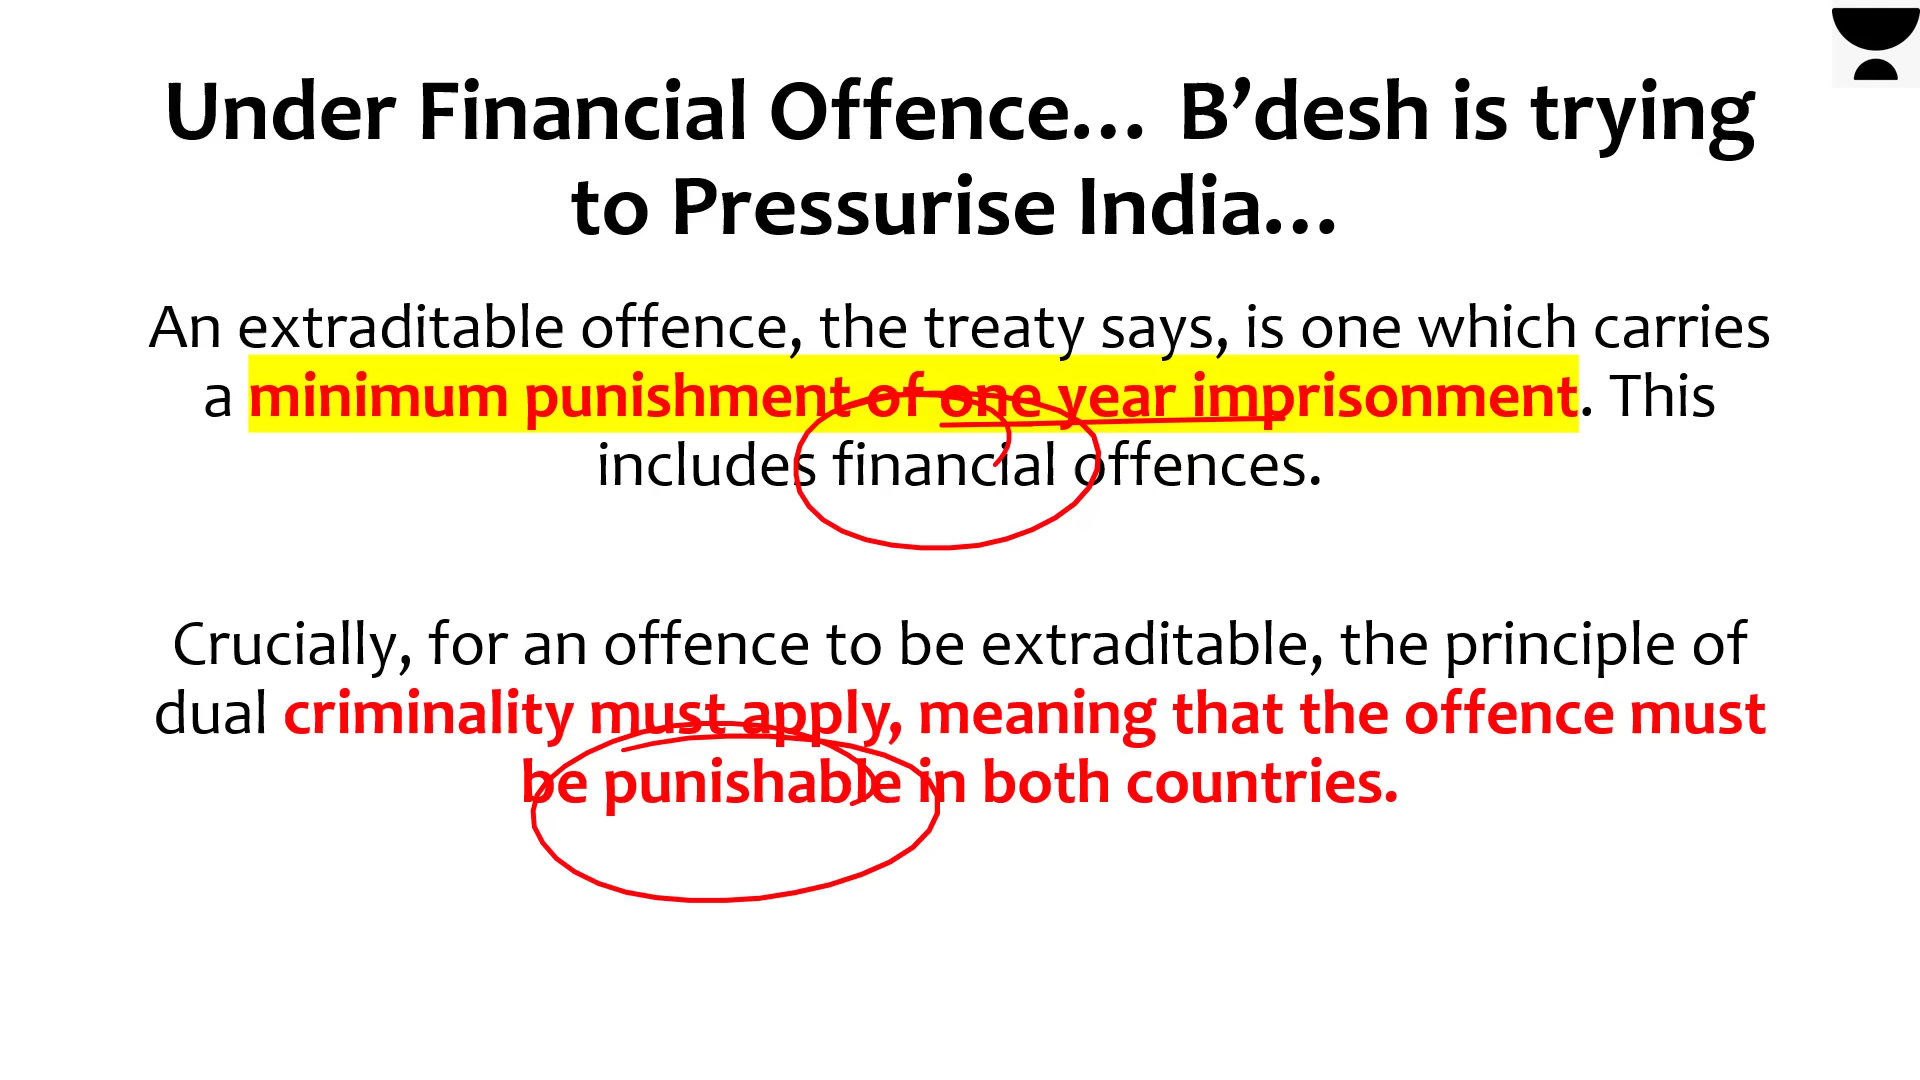 Under Financial Offence… B’desh is trying
to Pressurise India…
An extraditable offence, the treaty says, is one which carries
a minimum punishment of one year imprisonment. This
includes financial offences.
Crucially, for an offence to be extraditable, the principle of
dual criminality must apply, meaning that the offence must
be punishable in both countries.